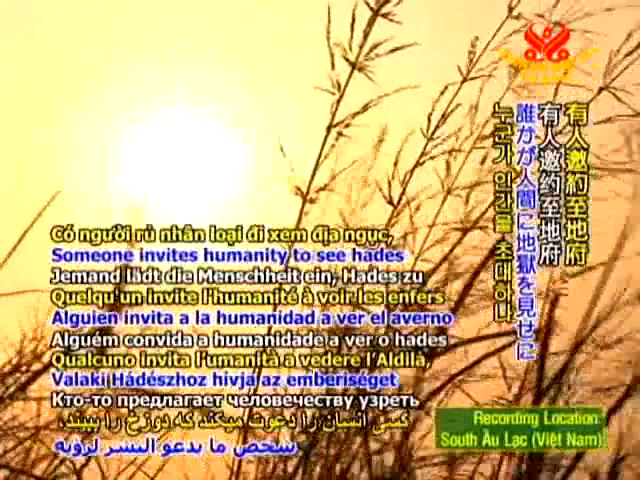 Có người rủ nhân loại đi xem địa ngục,
Someone invites humanity to see hades
Jemand lädt die Menschheit ein, Hades zu
Quelqu'un invite l'humanité à voir les enfers
Alguien invita a la humanidad a ver el averno
Alguém convida a humanidade a ver o hades
Qualcuno invita l'umanità a vedere l'Aldilà,
Valaki Hádészhoz hívja az emberiséget,
Кто-то предлагает человечеству узреть
کسی انسان را دعوت میکند که دوزخ را ببیند،
شخص ما يدعو البشر لرؤية
有人邀約至地府
有人邀约至地府
誰かが人間に地獄を見せに
누군가 인간을 초대하나
Recording Location:
South Âu Lạc (Việt Nam)